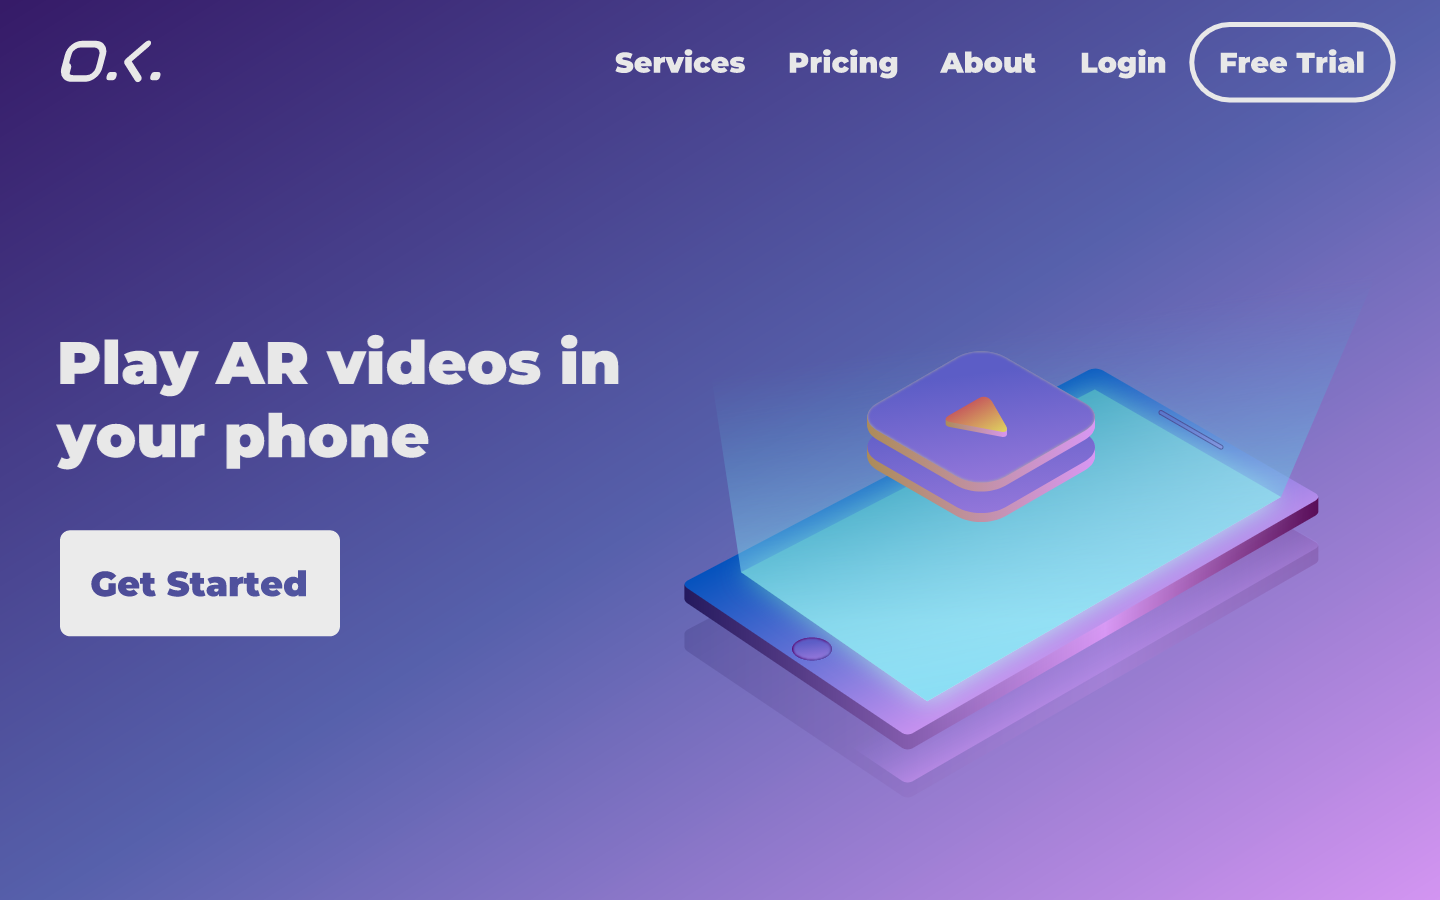 O.K.
Services Pricing About Login Free Trial
Play AR videos in
your phone
Get Started